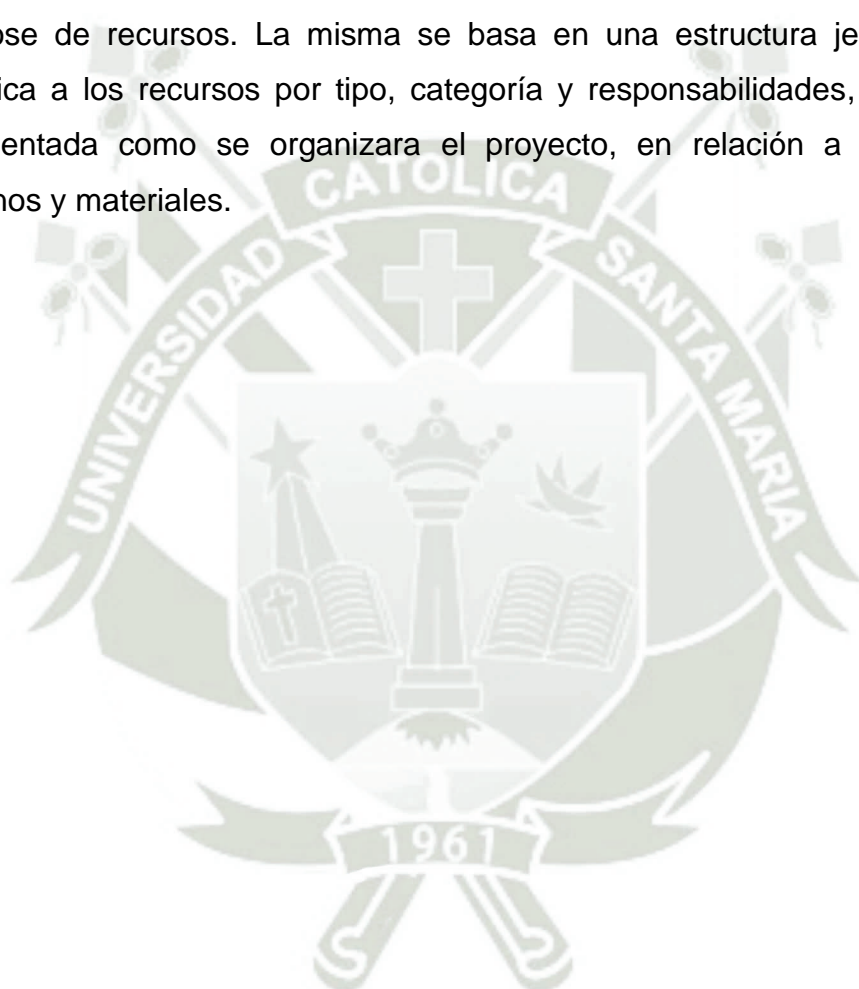 ose de recursos. La misma se basa en una estructura je
ica a los recursos por tipo, categoría y responsabilidades,
entada como se organizara el proyecto, en relación a
nos y materiales.
UNIVERSIDAD CATOLICA SANTA MARIA
1961